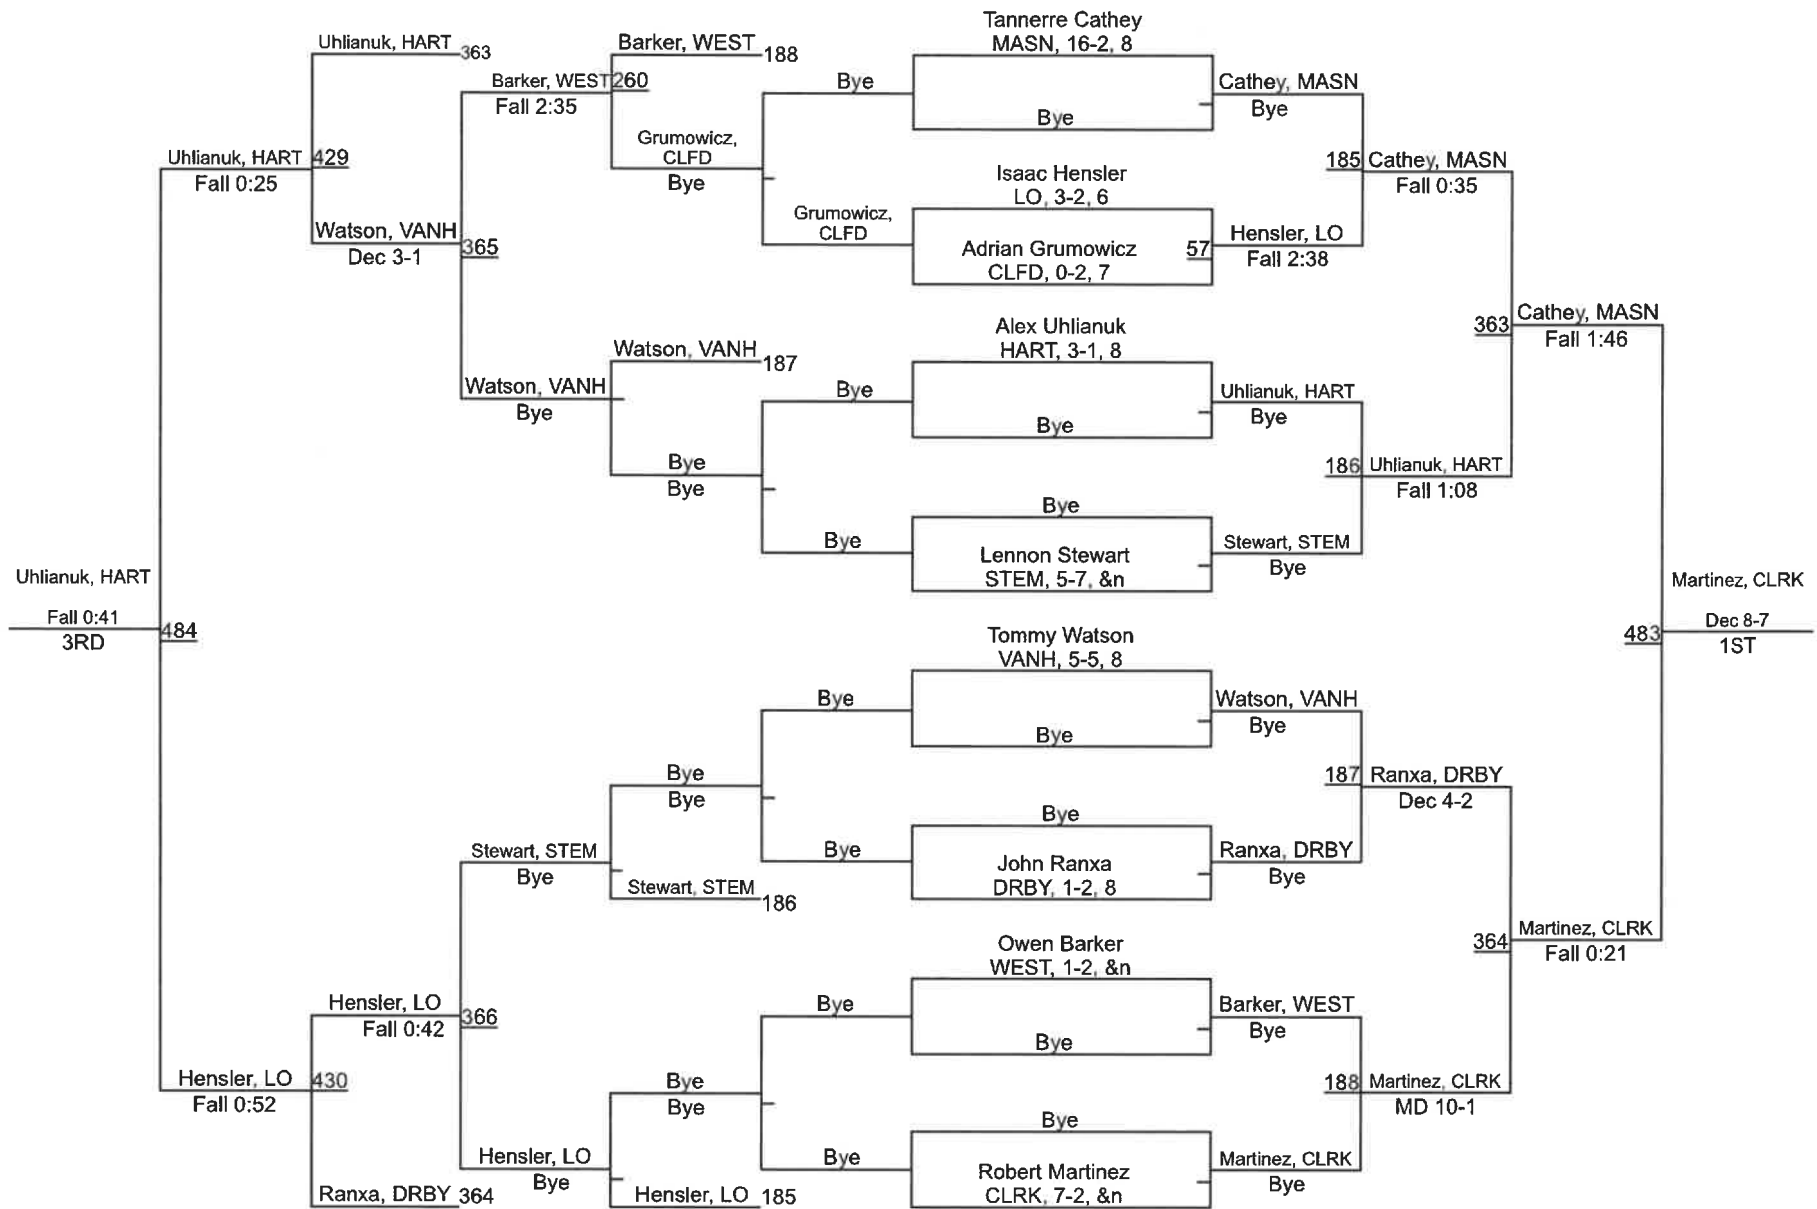 Uhlianuk, HART
Fall 0:41
3RD
484
Uhlianuk, HART
Fall 0:25
429
Hensler, LO
Fall 0:52
430
Uhlianuk, HART
363
Watson, VANH
Dec 3-1
365
Hensler, LO
Fall 0:42
366
Ranxa, DRBY
364
Barker, WEST
Fall 2:35
260
Watson, VANH
Bye
Stewart, STEM
Bye
Hensler, LO
Bye
Barker, WEST
188
Grumowicz,
CLFD
Bye
Watson, VANH
187
Bye
Bye
Bye
Bye
Stewart, STEM
186
Bye
Bye
Hensler, LO
185
Bye
Grumowicz,
CLFD
Bye
Bye
Bye
Bye
Bye
Bye
Tannerre Cathey
MASN, 16-2, 8
Bye
Isaac Hensler
LO, 3-2, 6
Adrian Grumowicz
CLFD, 0-2, 7
57
Alex Uhlianuk
HART, 3-1, 8
Bye
Bye
Lennon Stewart
STEM, 5-7, &n
Tommy Watson
VANH, 5-5, 8
Bye
Bye
John Ranxa
DRBY, 1-2, 8
Owen Barker
WEST, 1-2, &n
Bye
Bye
Robert Martinez
CLRK, 7-2, &n
Cathey, MASN
Bye
Hensler, LO
Fall 2:38
Uhlianuk, HART
Bye
Stewart, STEM
Bye
Watson, VANH
Bye
Ranxa, DRBY
Bye
Barker, WEST
Bye
Martinez, CLRK
Bye
185
Cathey, MASN
Fall 0:35
186
Uhlianuk, HART
Fall 1:08
187
Ranxa, DRBY
Dec 4-2
188
Martinez, CLRK
MD 10-1
363
Cathey, MASN
Fall 1:46
364
Martinez, CLRK
Fall 0:21
483
Martinez, CLRK
Dec 8-7
1ST